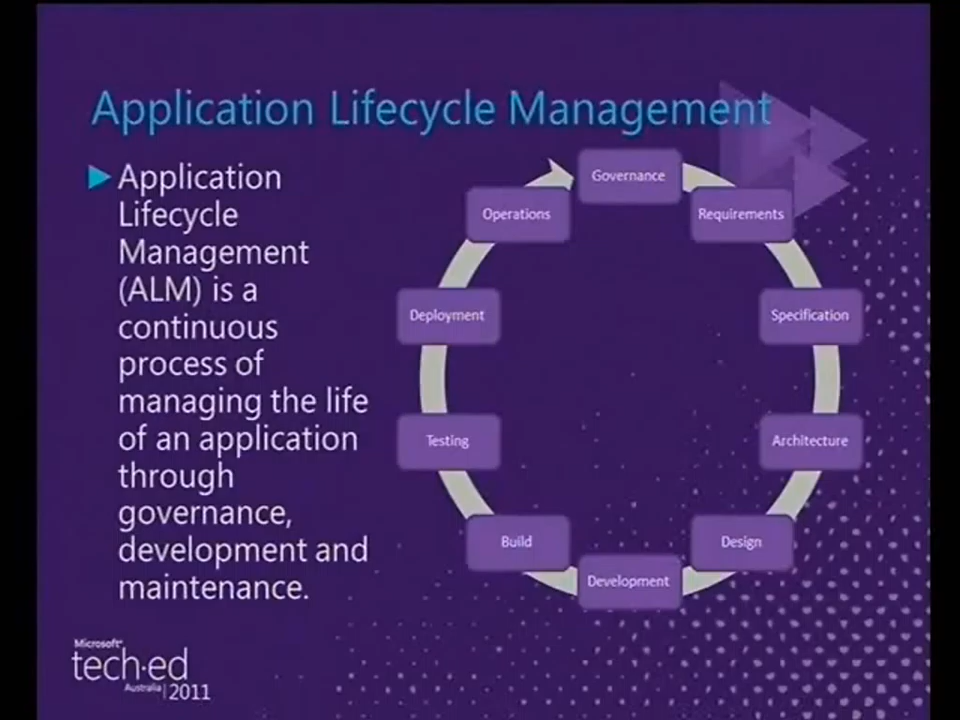 Application Lifecycle Management
Application
Lifecycle
Management
(ALM) is a
continuous
process of
managing the life
of an application
through
governance,
development and
maintenance.
Governance
Requirements
Specification
Architecture
Design
Development
Build
Testing
Deployment
Operations
Microsoft®
tech·ed
Australia | 2011